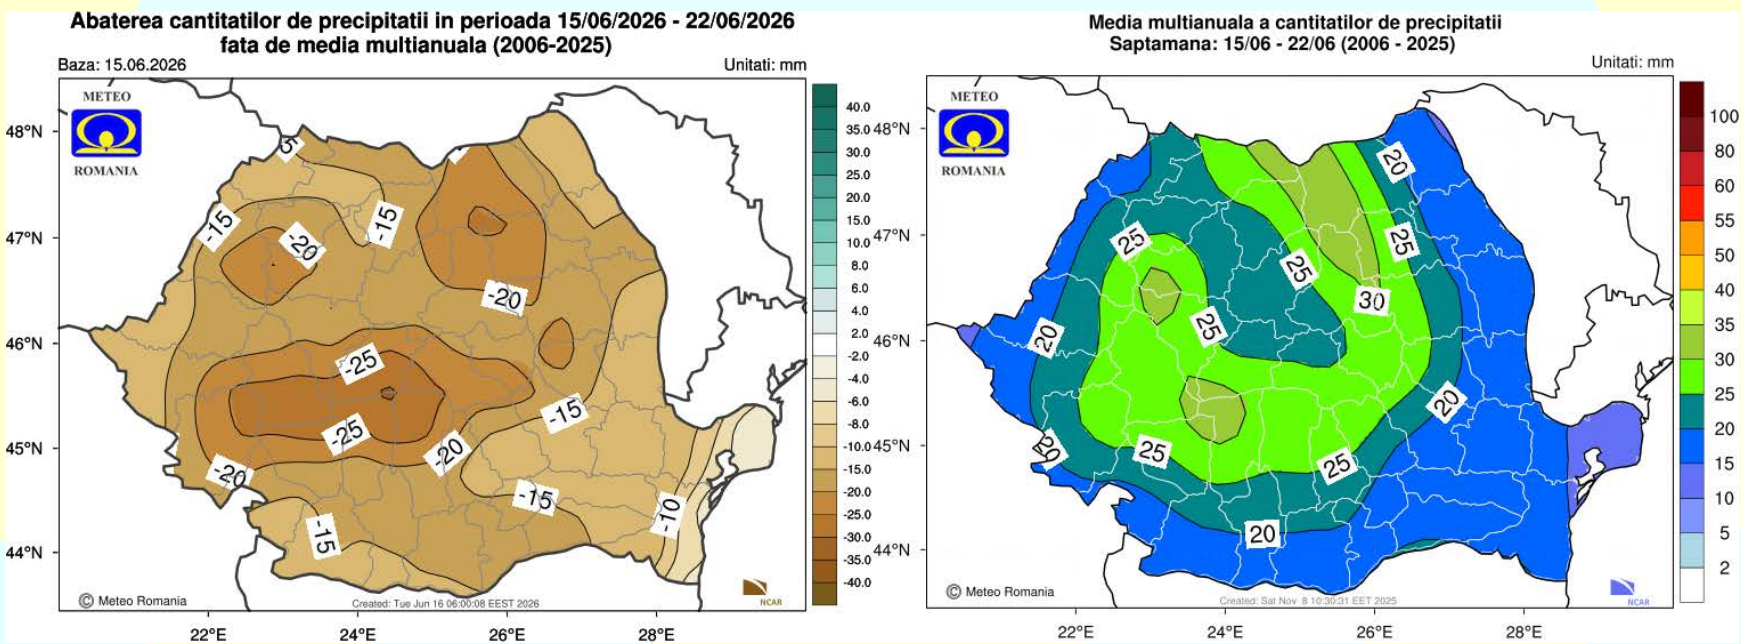 Abaterea cantitatilor de precipitatii in perioada 15/06/2026 - 22/06/2026
fata de media multianuala (2006-2025)
Baza: 15.06.2026
Unitati: mm
METEO
ROMANIA
48°N
47°N
46°N
45°N
44°N
5
-15
-20
-15
-20
-25
-25
-20
-20
-15
-15
-15
-10
40.0
35.0
30.0
25.0
20.0
15.0
10.0
8.0
6.0
4.0
2.0
-2.0
-4.0
-6.0
-8.0
-10.0
-15.0
-20.0
-25.0
-30.0
-35.0
-40.0
© Meteo Romania
Created: Tue Jun 16 06:00:08 EEST 2026
NCAR
22°E
24°E
26°E
28°E
Media multianuala a cantitatilor de precipitatii
Saptamana: 15/06 - 22/06 (2006 - 2025)
Unitati: mm
METEO
ROMANIA
48°N
47°N
46°N
45°N
44°N
20
25
25
25
30
25
20
20
20
25
25
20
100
80
60
55
50
40
35
30
25
20
15
10
5
2
© Meteo Romania
Created: Sat Nov 8 10:30:31 EET 2025
NCAR
22°E
24°E
26°E
28°E